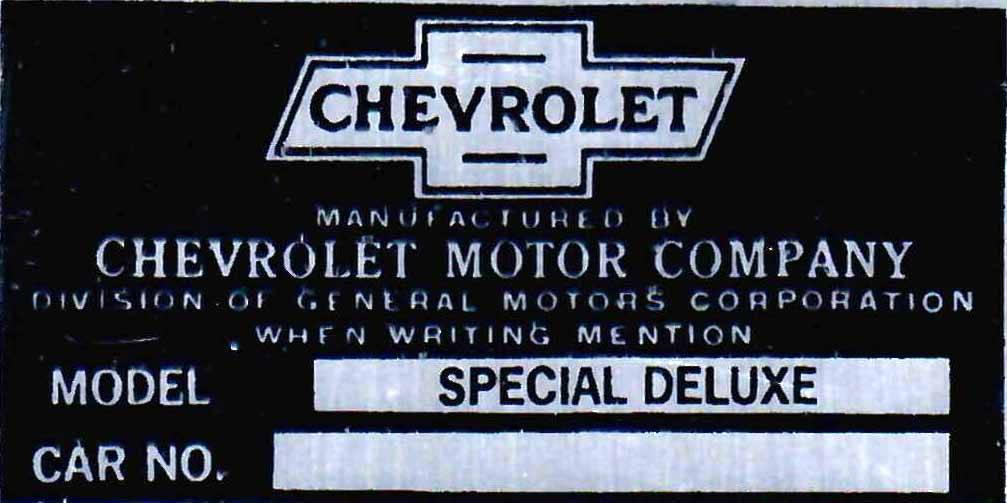 CHEVROLET
MANUFACTURED BY
CHEVROLET MOTOR COMPANY
DIVISION OF GENERAL MOTORS CORPORATION
WHEN WRITING MENTION
MODEL SPECIAL DELUXE
CAR NO.